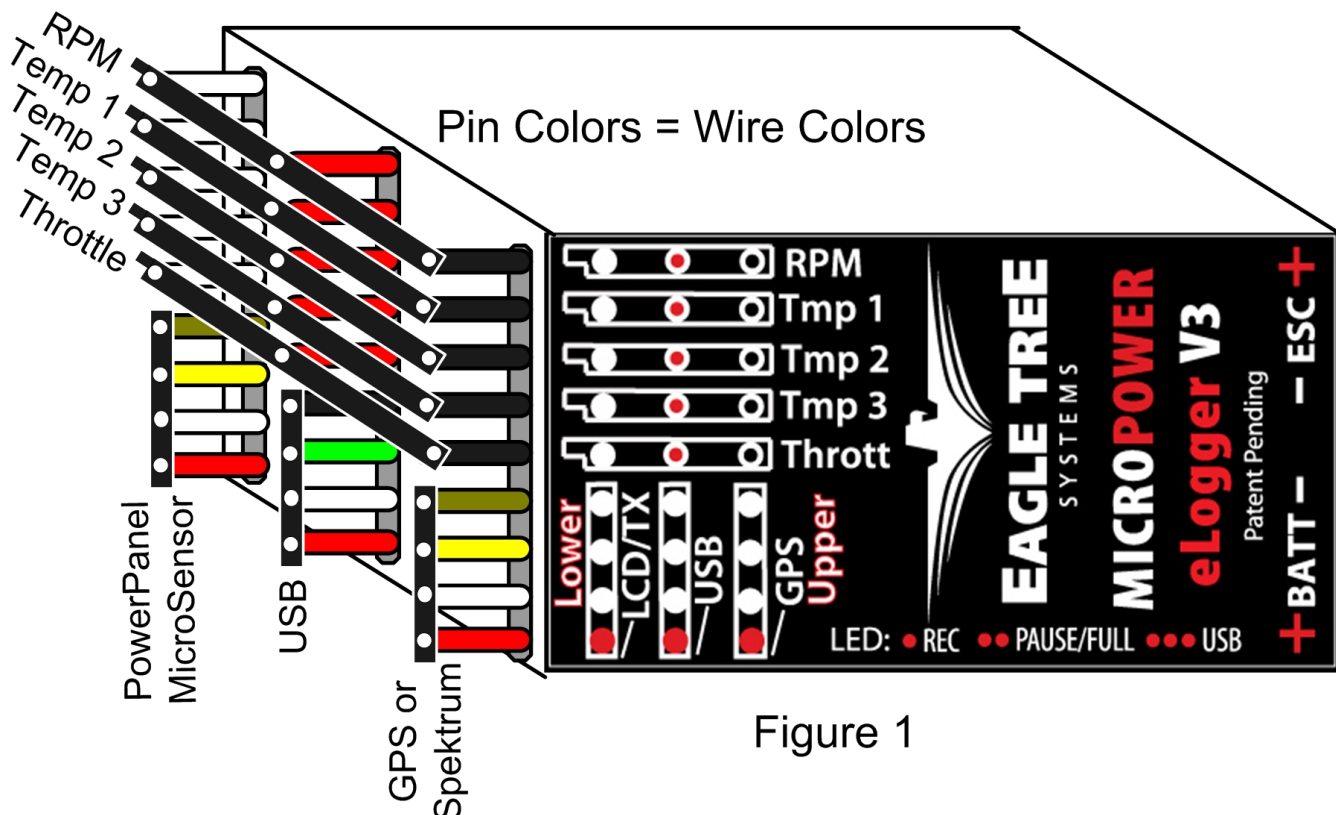 RPM
Temp 1
Temp 2
Temp 3
Throttle
Pin Colors = Wire Colors
PowerPanel
MicroSensor
USB
GPS or
Spektrum
RPM
Tmp 1
Tmp 2
Tmp 3
Thrott
Lower
LCD/TX
USB
GPS
Upper
EAGLE TREE
SYSTEMS
MICROPOWER
eLogger V3
Patent Pending
+ BATT − − ESC +
LED: • REC •• PAUSE/FULL ••• USB
Figure 1